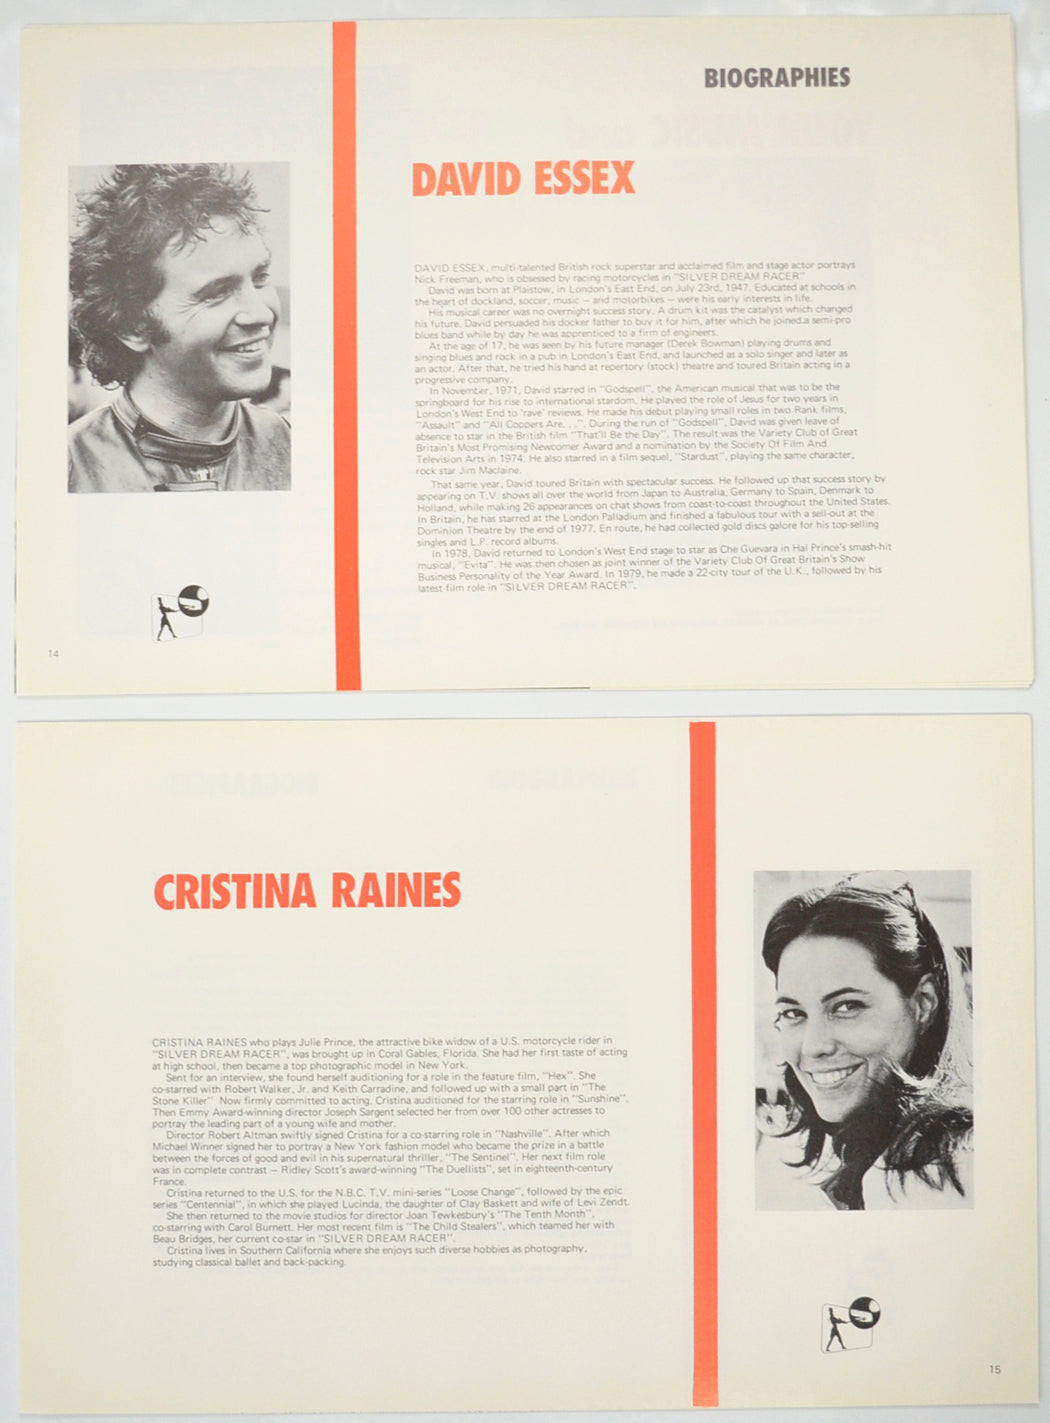 BIOGRAPHIES
DAVID ESSEX
DAVID ESSEX, multi-talented British rock superstar and acclaimed film and stage actor portrays
Nick Freeman, who is obsessed by racing motorcycles in "SILVER DREAM RACER"
David was born at Plaistow, in London's East End, on July 23rd, 1947. Educated at schools in
the heart of dockland, soccer, music — and motorbikes — were his early interests in life.
His musical career was no overnight success story. A drum kit was the catalyst which changed
his future. David persuaded his docker father to buy it for him, after which he joined a semi-pro
blues band while by day he was apprenticed to a firm of engineers.
At the age of 17, he was seen by his future manager (Derek Bowman) playing drums and
singing blues and rock in a pub in London's East End, and launched as a solo singer and later as
an actor. After that, he tried his hand at repertory (stock) theatre and toured Britain acting in a
progressive company.
In November, 1971, David starred in "Godspell", the American musical that was to be the
springboard for his rise to international stardom. He played the role of Jesus for two years in
London's West End to 'rave' reviews. He made his debut playing small roles in two Rank films,
"Assault" and "All Coppers Are. . .". During the run of "Godspell", David was given leave of
absence to star in the British film "That'll Be the Day". The result was the Variety Club of Great
Britain's Most Promising Newcomer Award and a nomination by the Society Of Film And
Television Arts in 1974. He also starred in a film sequel, "Stardust", playing the same character,
rock star Jim Maclaine.
That same year, David toured Britain with spectacular success. He followed up that success story by
appearing on T.V. shows all over the world from Japan to Australia, Germany to Spain, Denmark to
Holland, while making 26 appearances on chat shows from coast-to-coast throughout the United States.
In Britain, he has starred at the London Palladium and finished a fabulous tour with a sell-out at the
Dominion Theatre by the end of 1977. En route, he had collected gold discs galore for his top-selling
singles and L.P. record albums.
In 1978, David returned to London's West End stage to star as Che Guevara in Hal Prince's smash-hit
musical, "Evita". He was then chosen as joint winner of the Variety Club Of Great Britain's Show
Business Personality of the Year Award. In 1979, he made a 22-city tour of the U.K., followed by his
latest film role in "SILVER DREAM RACER".
14
CRISTINA RAINES
CRISTINA RAINES who plays Julie Prince, the attractive bike widow of a U.S. motorcycle rider in
"SILVER DREAM RACER", was brought up in Coral Gables, Florida. She had her first taste of acting
at high school, then became a top photographic model in New York.
Sent for an interview, she found herself auditioning for a role in the feature film, "Hex". She
co-starred with Robert Walker, Jr. and Keith Carradine, and followed up with a small part in "The
Stone Killer" Now firmly committed to acting, Cristina auditioned for the starring role in "Sunshine".
Then Emmy Award-winning director Joseph Sargent selected her from over 100 other actresses to
portray the leading part of a young wife and mother.
Director Robert Altman swiftly signed Cristina for a co-starring role in "Nashville". After which
Michael Winner signed her to portray a New York fashion model who became the prize in a battle
between the forces of good and evil in his supernatural thriller, "The Sentinel". Her next film role
was in complete contrast — Ridley Scott's award-winning "The Duellists", set in eighteenth-century
France.
Cristina returned to the U.S. for the N.B.C. T.V. mini-series "Loose Change", followed by the epic
series "Centennial", in which she played Lucinda, the daughter of Clay Baskett and wife of Levi Zendt.
She then returned to the movie studios for director Joan Tewkesbury's "The Tenth Month",
co-starring with Carol Burnett. Her most recent film is "The Child Stealers", which teamed her with
Beau Bridges, her current co-star in "SILVER DREAM RACER".
Cristina lives in Southern California where she enjoys such diverse hobbies as photography,
studying classical ballet and back-packing.
15